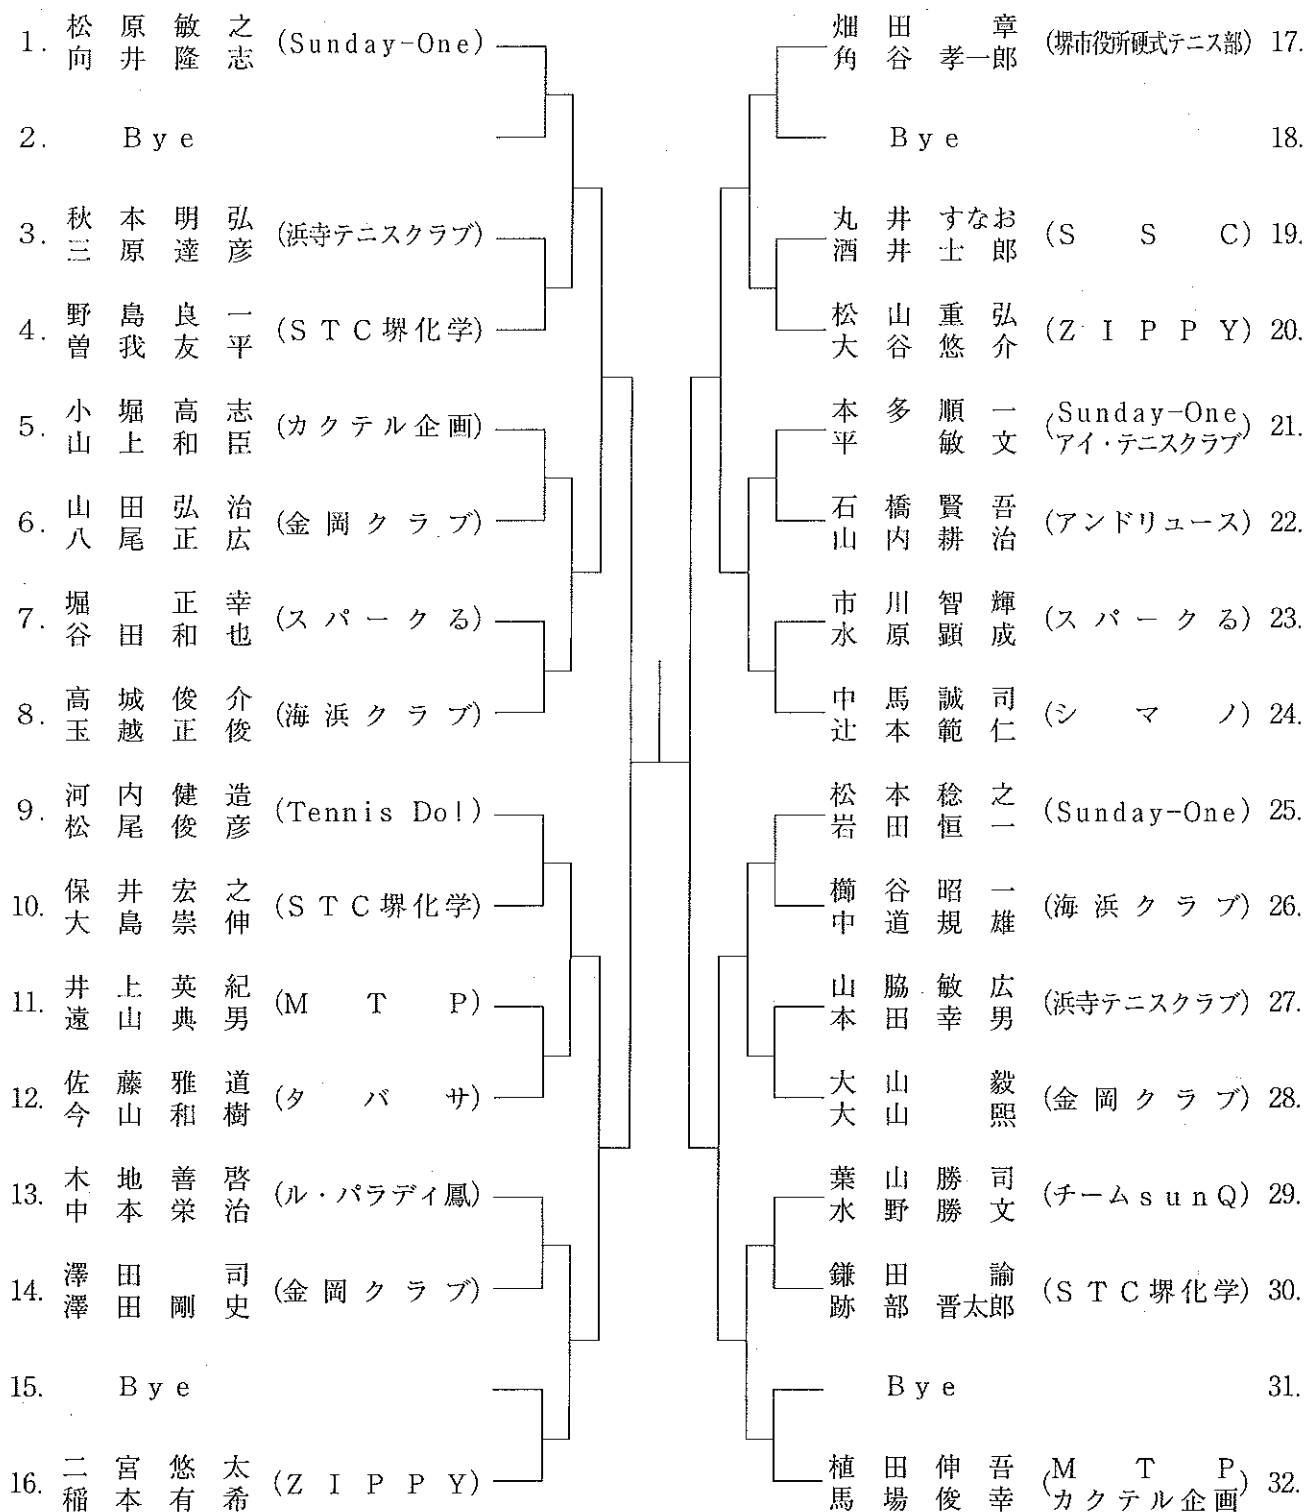 1. 松原敏之 (Sunday-One)
向井隆志
2. Bye
3. 秋本明弘 (浜寺テニスクラブ)
三原達彦
4. 野島良一 (STC堺化学)
曽我友平
5. 小堀高志 (カクテル企画)
山上和臣
6. 山田弘治 (金岡クラブ)
八尾正広
7. 堀正幸 (スパークる)
谷田和也
8. 高城俊介 (海浜クラブ)
玉越正俊
9. 河内健造 (Tennis Do!)
松尾俊彦
10. 保井宏之 (STC堺化学)
大島崇伸
11. 井上英紀 (MTP)
遠山典男
12. 佐藤雅道 (タバサ)
今山和樹
13. 木地善啓 (ル・パラディ鳳)
中本栄治
14. 澤田司 (金岡クラブ)
澤田剛史
15. Bye
16. 二宮悠太 (ZIPPY)
稲本有希
畑田章 (堺市役所硬式テニス部) 17.
角谷孝一郎
Bye 18.
丸井すなお (SSC) 19.
酒井士郎
松山重弘 (ZIPPY) 20.
大谷悠介
本多順一 (Sunday-One アイ・テニスクラブ) 21.
平敏文
石橋賢吾 (アンドリュース) 22.
山内耕治
市川智輝 (スパークる) 23.
水原顕成
中馬誠司 (シマノ) 24.
辻本範仁
松本稔之 (Sunday-One) 25.
岩田恒一
櫛谷昭一 (海浜クラブ) 26.
中道規雄
山脇敏広 (浜寺テニスクラブ) 27.
本田幸男
大山毅 (金岡クラブ) 28.
大山熙
葉山勝司 (チームsunQ) 29.
水野勝文
鎌田諭 (STC堺化学) 30.
跡部晋太郎
Bye 31.
植田伸吾 (MTP カクテル企画) 32.
馬場俊幸